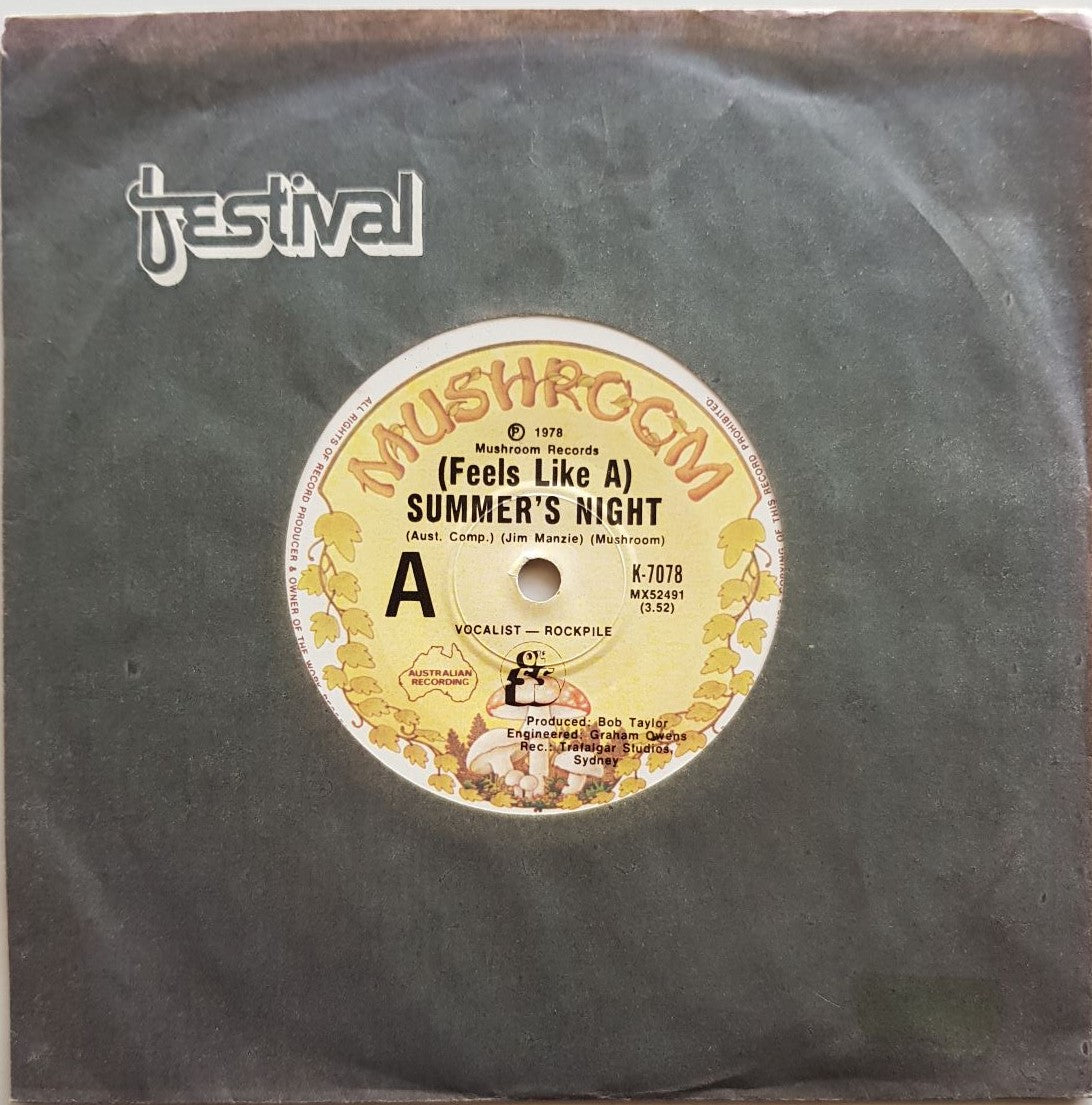 festival
MUSHROOM
ALL RIGHTS OF RECORD PRODUCER & OWNER OF THE WORK
OF THIS RECORD PROHIBITED.
Ⓟ 1978
Mushroom Records
(Feels Like A)
SUMMER'S NIGHT
(Aust. Comp.) (Jim Manzie) (Mushroom)
A
K-7078
MX52491
(3.52)
VOCALIST — ROCKPILE
AUSTRALIAN
RECORDING
Produced: Bob Taylor
Engineered: Graham Owens
Rec.: Trafalgar Studios,
Sydney